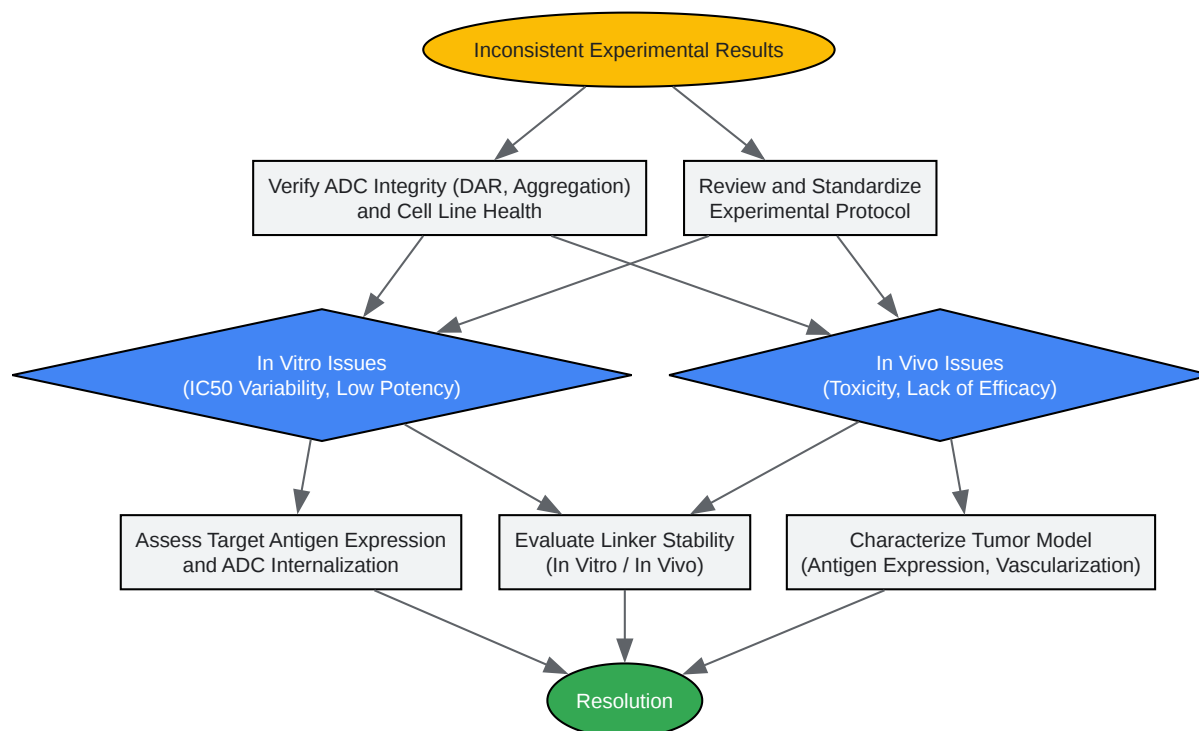 Inconsistent Experimental Results
Verify ADC Integrity (DAR, Aggregation)
and Cell Line Health
Review and Standardize
Experimental Protocol
In Vitro Issues
(IC50 Variability, Low Potency)
In Vivo Issues
(Toxicity, Lack of Efficacy)
Assess Target Antigen Expression
and ADC Internalization
Evaluate Linker Stability
(In Vitro / In Vivo)
Characterize Tumor Model
(Antigen Expression, Vascularization)
Resolution